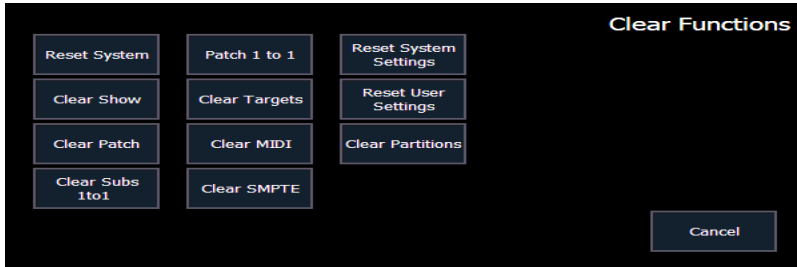 Clear Functions
Reset System
Patch 1 to 1
Reset System
Settings
Clear Show
Clear Targets
Reset User
Settings
Clear Patch
Clear MIDI
Clear Partitions
Clear Subs
1to1
Clear SMPTE
Cancel